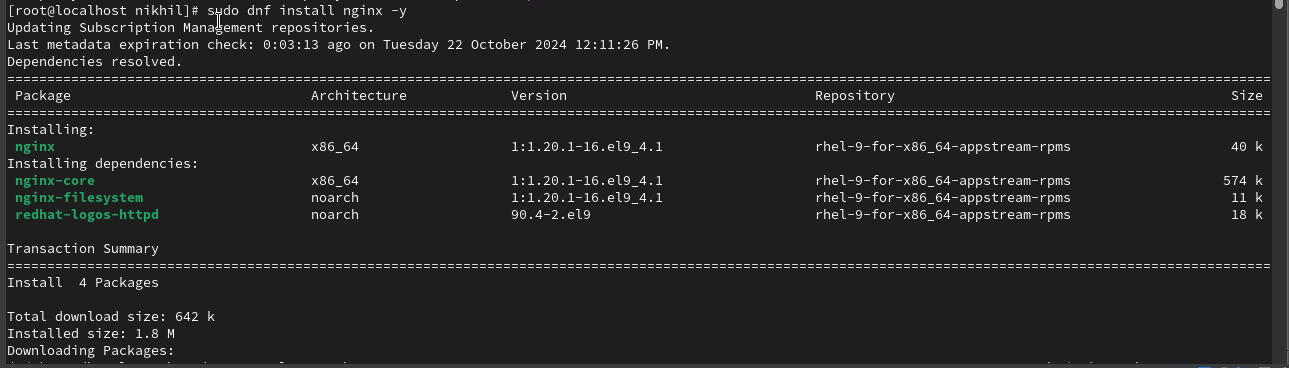 [root@localhost nikhil]# sudo dnf install nginx -y
Updating Subscription Management repositories.
Last metadata expiration check: 0:03:13 ago on Tuesday 22 October 2024 12:11:26 PM.
Dependencies resolved.
Package Architecture Version Repository Size
Installing:
nginx x86_64 1:1.20.1-16.el9_4.1 rhel-9-for-x86_64-appstream-rpms 40 k
Installing dependencies:
nginx-core x86_64 1:1.20.1-16.el9_4.1 rhel-9-for-x86_64-appstream-rpms 574 k
nginx-filesystem noarch 1:1.20.1-16.el9_4.1 rhel-9-for-x86_64-appstream-rpms 11 k
redhat-logos-httpd noarch 90.4-2.el9 rhel-9-for-x86_64-appstream-rpms 18 k
Transaction Summary
Install 4 Packages
Total download size: 642 k
Installed size: 1.8 M
Downloading Packages: